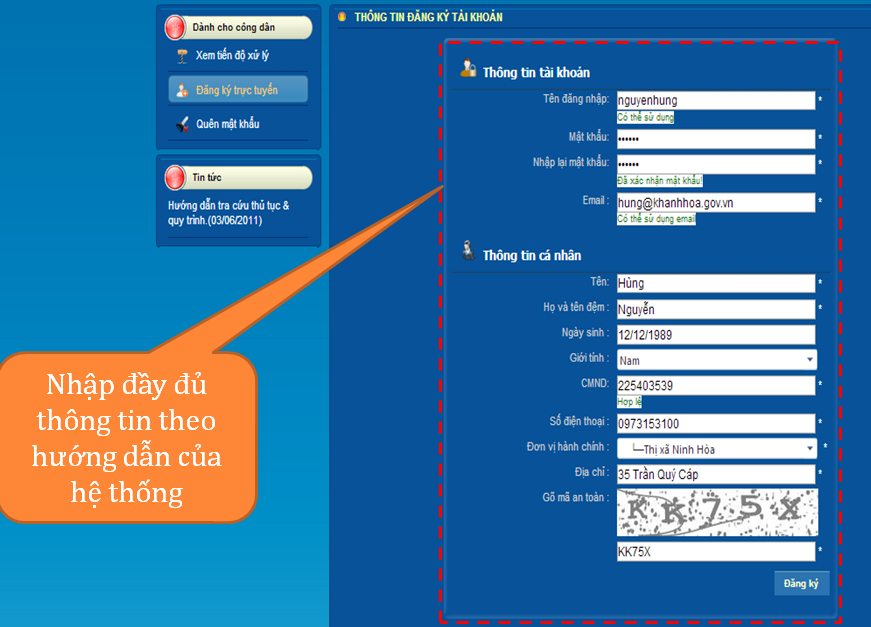 Dành cho công dân
Xem tiến độ xử lý
Đăng ký trực tuyến
Quên mật khẩu
Tin tức
Hướng dẫn tra cứu thủ tục &
quy trình.(03/06/2011)
Nhập đầy đủ
thông tin theo
hướng dẫn của
hệ thống
THÔNG TIN ĐĂNG KÝ TÀI KHOẢN
Thông tin tài khoản
Tên đăng nhập: nguyenhung *
Có thể sử dụng
Mật khẩu: •••••• *
Nhập lại mật khẩu: •••••• *
Đã xác nhận mật khẩu!
Email : hung@khanhhoa.gov.vn *
Có thể sử dụng email
Thông tin cá nhân
Tên: Hùng *
Họ và tên đệm : Nguyễn *
Ngày sinh : 12/12/1989
Giới tính : Nam
CMND: 225403539 *
Hợp lệ
Số điện thoại : 0973153100 *
Đơn vị hành chính : └─Thị xã Ninh Hòa *
Địa chỉ : 35 Trần Quý Cáp *
Gõ mã an toàn : KK75X
KK75X *
Đăng ký